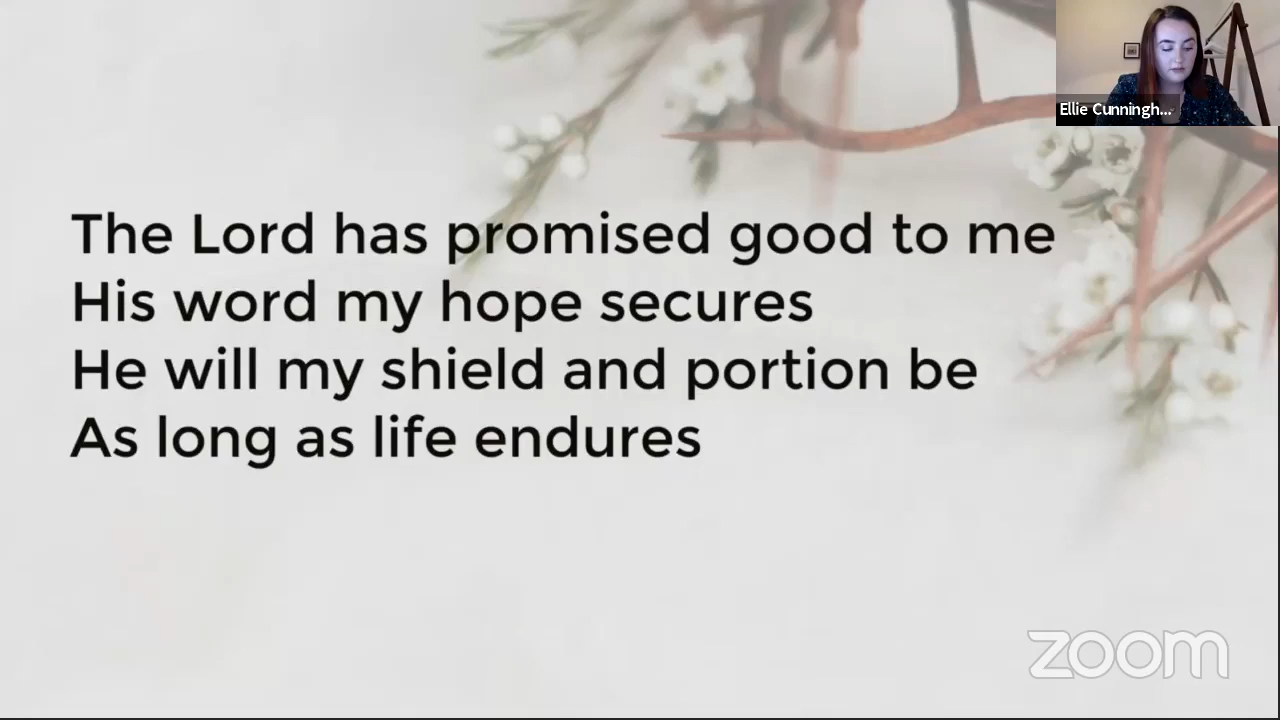 Ellie Cunningh...
The Lord has promised good to me
His word my hope secures
He will my shield and portion be
As long as life endures
zoom